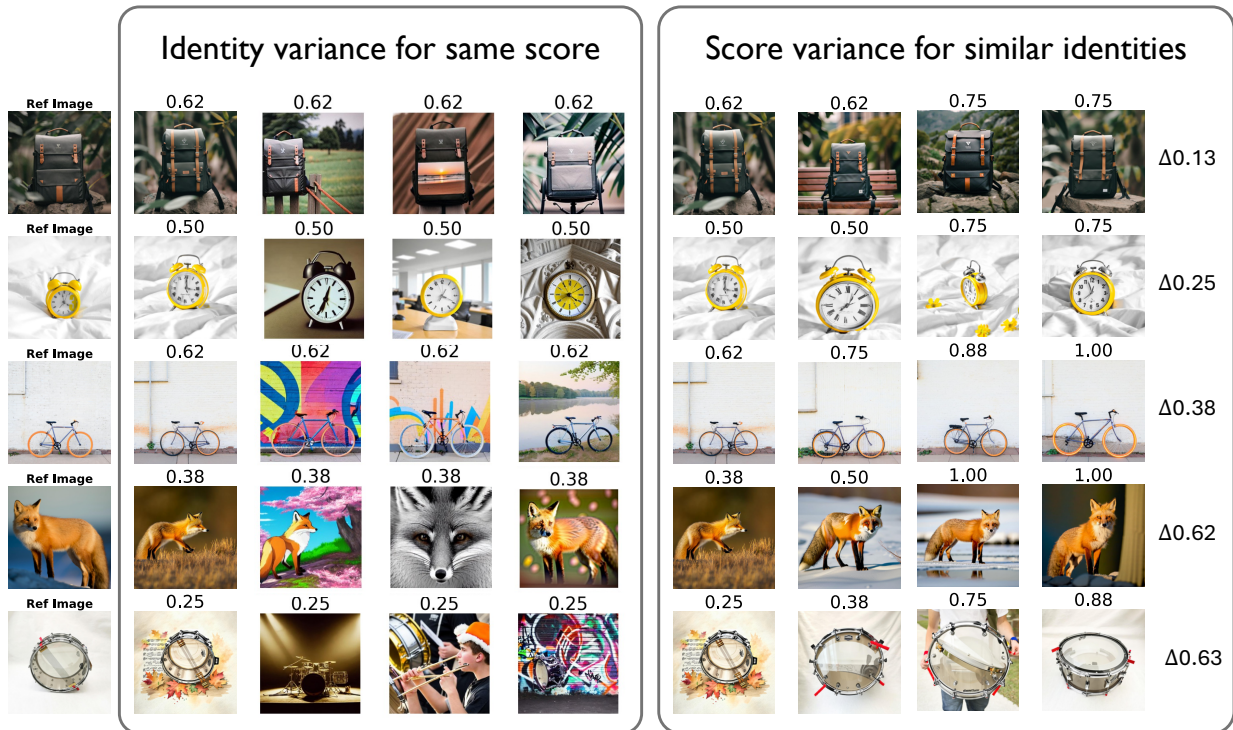 Identity variance for same score
Score variance for similar identities
Ref Image 0.62 0.62 0.62 0.62 0.62 0.62 0.75 0.75 Δ0.13
Ref Image 0.50 0.50 0.50 0.50 0.50 0.50 0.75 0.75 Δ0.25
Ref Image 0.62 0.62 0.62 0.62 0.62 0.75 0.88 1.00 Δ0.38
Ref Image 0.38 0.38 0.38 0.38 0.38 0.50 1.00 1.00 Δ0.62
Ref Image 0.25 0.25 0.25 0.25 0.25 0.38 0.75 0.88 Δ0.63